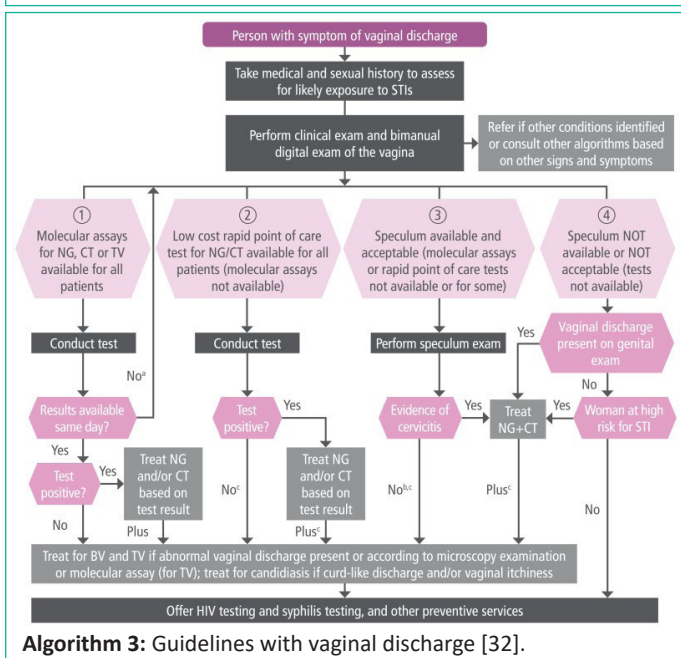 Person with symptom of vaginal discharge
Take medical and sexual history to assess
for likely exposure to STIs
Perform clinical exam and bimanual
digital exam of the vagina
Refer if other conditions identified
or consult other algorithms based
on other signs and symptoms
1
Molecular assays
for NG, CT or TV
available for all
patients
2
Low cost rapid point of care
test for NG/CT available for all
patients (molecular assays
not available)
3
Speculum available and
acceptable (molecular assays
or rapid point of care tests
not available or for some)
4
Speculum NOT
available or NOT
acceptable (tests
not available)
Conduct test
Conduct test
Perform speculum exam
Yes
Vaginal discharge
present on genital
exam
Noᵃ
No
Results available
same day?
Test
positive?
Yes
Evidence of
cervicitis
Yes
Treat
NG+CT
Yes
Woman at high
risk for STI
Yes
Test
positive?
Yes
Treat NG
and/or CT
based on
test result
Noᶜ
Treat NG
and/or CT
based on
test result
Noᵇ,ᶜ
Plusᶜ
No
No
Plus
Plusᶜ
Treat for BV and TV if abnormal vaginal discharge present or according to microscopy examination
or molecular assay (for TV); treat for candidiasis if curd-like discharge and/or vaginal itchiness
Offer HIV testing and syphilis testing, and other preventive services
Algorithm 3: Guidelines with vaginal discharge [32].